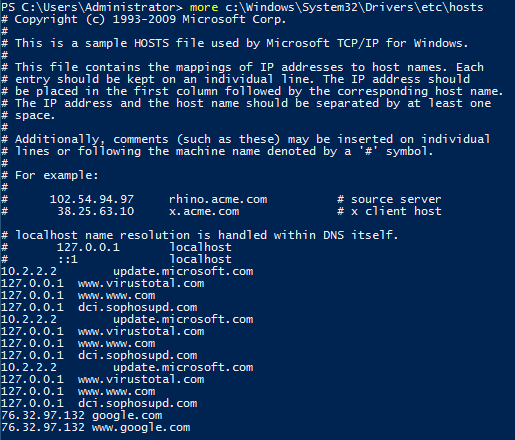 PS C:\Users\Administrator> more c:\Windows\System32\Drivers\etc\hosts
# Copyright (c) 1993-2009 Microsoft Corp.
#
# This is a sample HOSTS file used by Microsoft TCP/IP for Windows.
#
# This file contains the mappings of IP addresses to host names. Each
# entry should be kept on an individual line. The IP address should
# be placed in the first column followed by the corresponding host name.
# The IP address and the host name should be separated by at least one
# space.
#
# Additionally, comments (such as these) may be inserted on individual
# lines or following the machine name denoted by a '#' symbol.
#
# For example:
#
#      102.54.94.97     rhino.acme.com          # source server
#       38.25.63.10     x.acme.com              # x client host

# localhost name resolution is handled within DNS itself.
#       127.0.0.1       localhost
#       ::1             localhost
10.2.2.2        update.microsoft.com
127.0.0.1  www.virustotal.com
127.0.0.1  www.www.com
127.0.0.1  dci.sophosupd.com
10.2.2.2        update.microsoft.com
127.0.0.1  www.virustotal.com
127.0.0.1  www.www.com
127.0.0.1  dci.sophosupd.com
10.2.2.2        update.microsoft.com
127.0.0.1  www.virustotal.com
127.0.0.1  www.www.com
127.0.0.1  dci.sophosupd.com
76.32.97.132 google.com
76.32.97.132 www.google.com